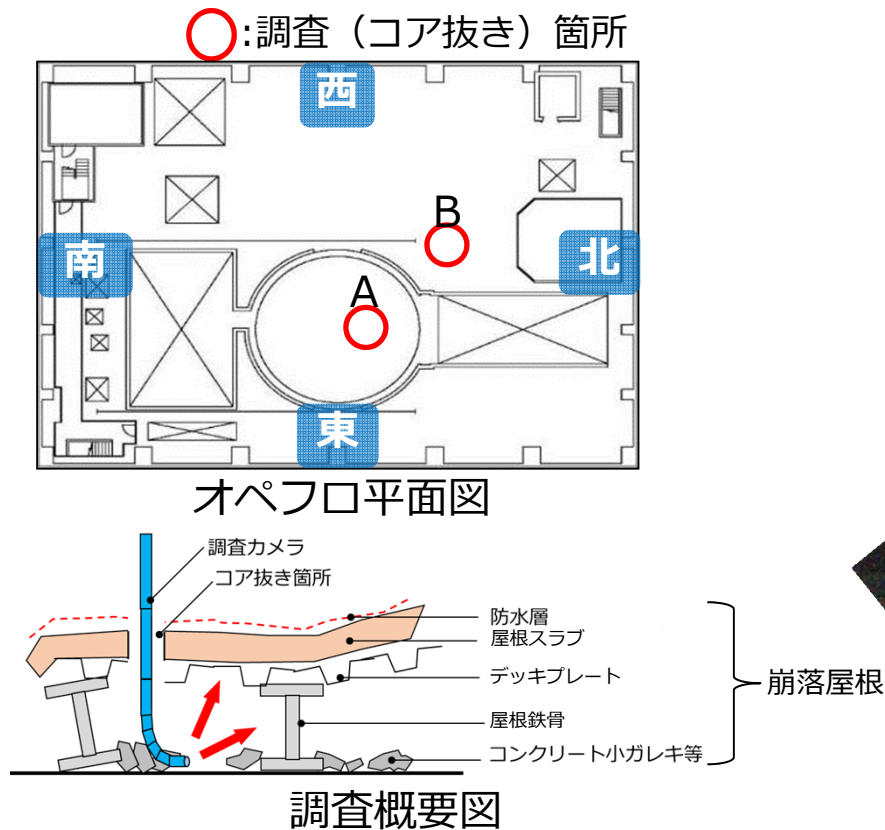 :調査（コア抜き）箇所
西
B
南
北
A
東
オペフロ平面図
調査カメラ
コア抜き箇所
防水層
屋根スラブ
デッキプレート
崩落屋根
屋根鉄骨
コンクリート小ガレキ等
調査概要図